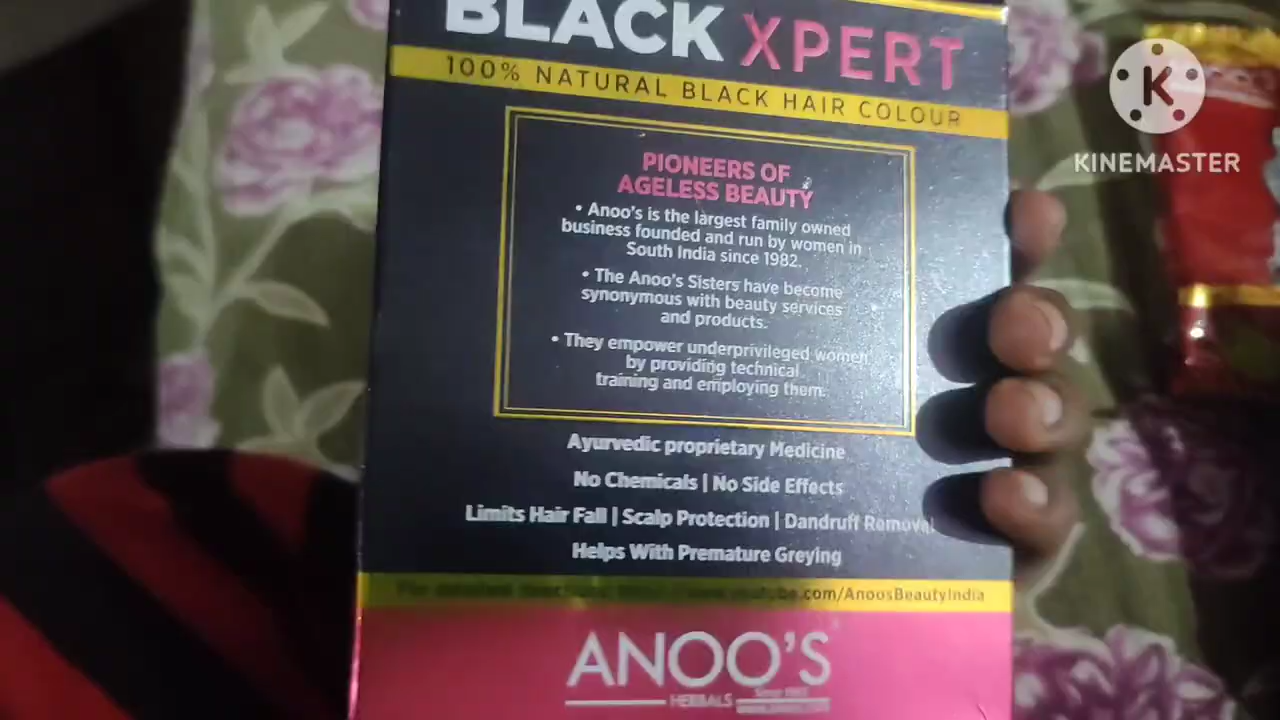 BLACK XPERT
100% NATURAL BLACK HAIR COLOUR
PIONEERS OF
AGELESS BEAUTY
• Anoo's is the largest family owned
business founded and run by women in
South India since 1982.
• The Anoo's Sisters have become
synonymous with beauty services
and products.
• They empower underprivileged women
by providing technical
training and employing them.
Ayurvedic proprietary Medicine
No Chemicals | No Side Effects
Limits Hair Fall | Scalp Protection | Dandruff Removal
Helps With Premature Greying
.com/AnoosBeautyIndia
ANOO'S
HERBALS
K
KINEMASTER